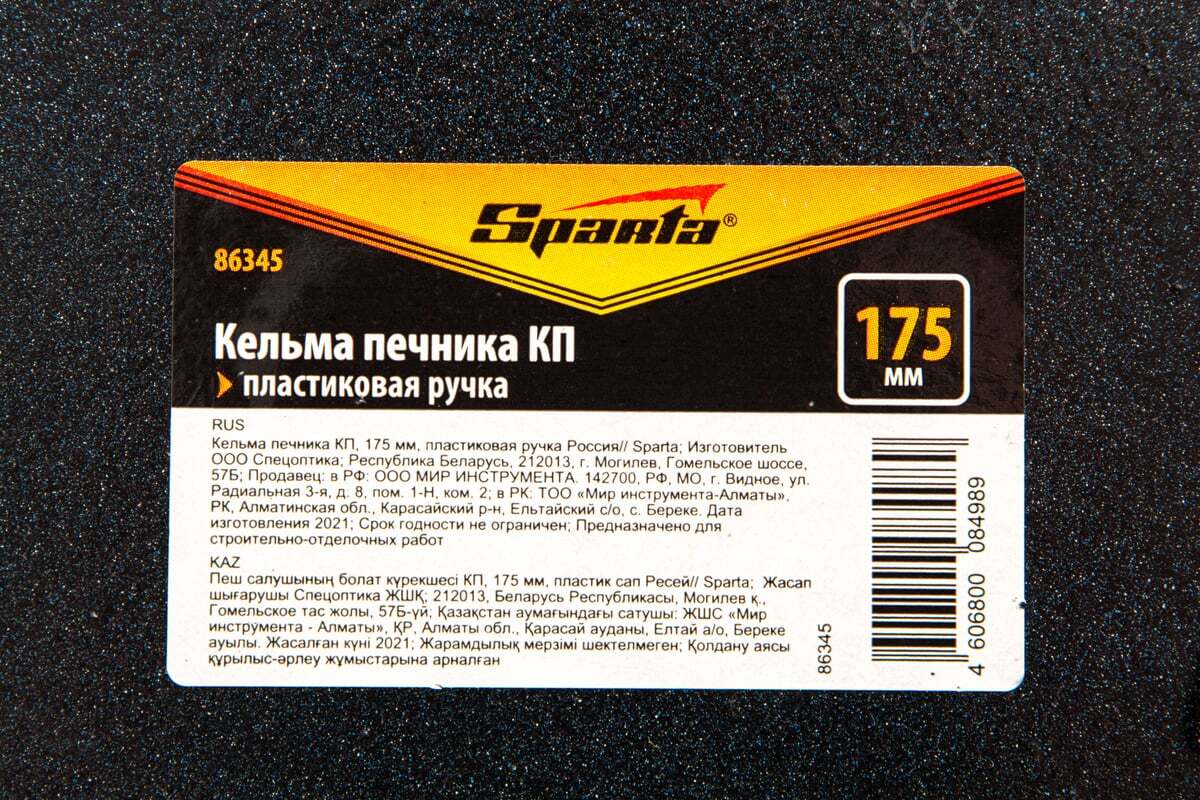 Sparta®
86345
175
мм
Кельма печника КП
пластиковая ручка
RUS
Кельма печника КП, 175 мм, пластиковая ручка Россия// Sparta; Изготовитель
ООО Спецоптика; Республика Беларусь, 212013, г. Могилев, Гомельское шоссе,
57Б; Продавец: в РФ: ООО МИР ИНСТРУМЕНТА. 142700, РФ, МО, г. Видное, ул.
Радиальная 3-я, д. 8, пом. 1-Н, ком. 2; в РК: ТОО «Мир инструмента-Алматы»,
РК, Алматинская обл., Карасайский р-н, Ельтайский с/о, с. Береке. Дата
изготовления 2021; Срок годности не ограничен; Предназначено для
строительно-отделочных работ
KAZ
Пеш салушының болат күрекшесі КП, 175 мм, пластик сап Ресей// Sparta; Жасап
шығарушы Спецоптика ЖШҚ; 212013, Беларусь Республикасы, Могилев қ.,
Гомельское тас жолы, 57Б-үй; Қазақстан аумағындағы сатушы: ЖШС «Мир
инструмента - Алматы», ҚР, Алматы обл., Қарасай ауданы, Елтай а/о, Береке
ауылы. Жасалған күні 2021; Жарамдылық мерзімі шектелмеген; Қолдану аясы
құрылыс-әрлеу жұмыстарына арналған
86345
4 606800 084989